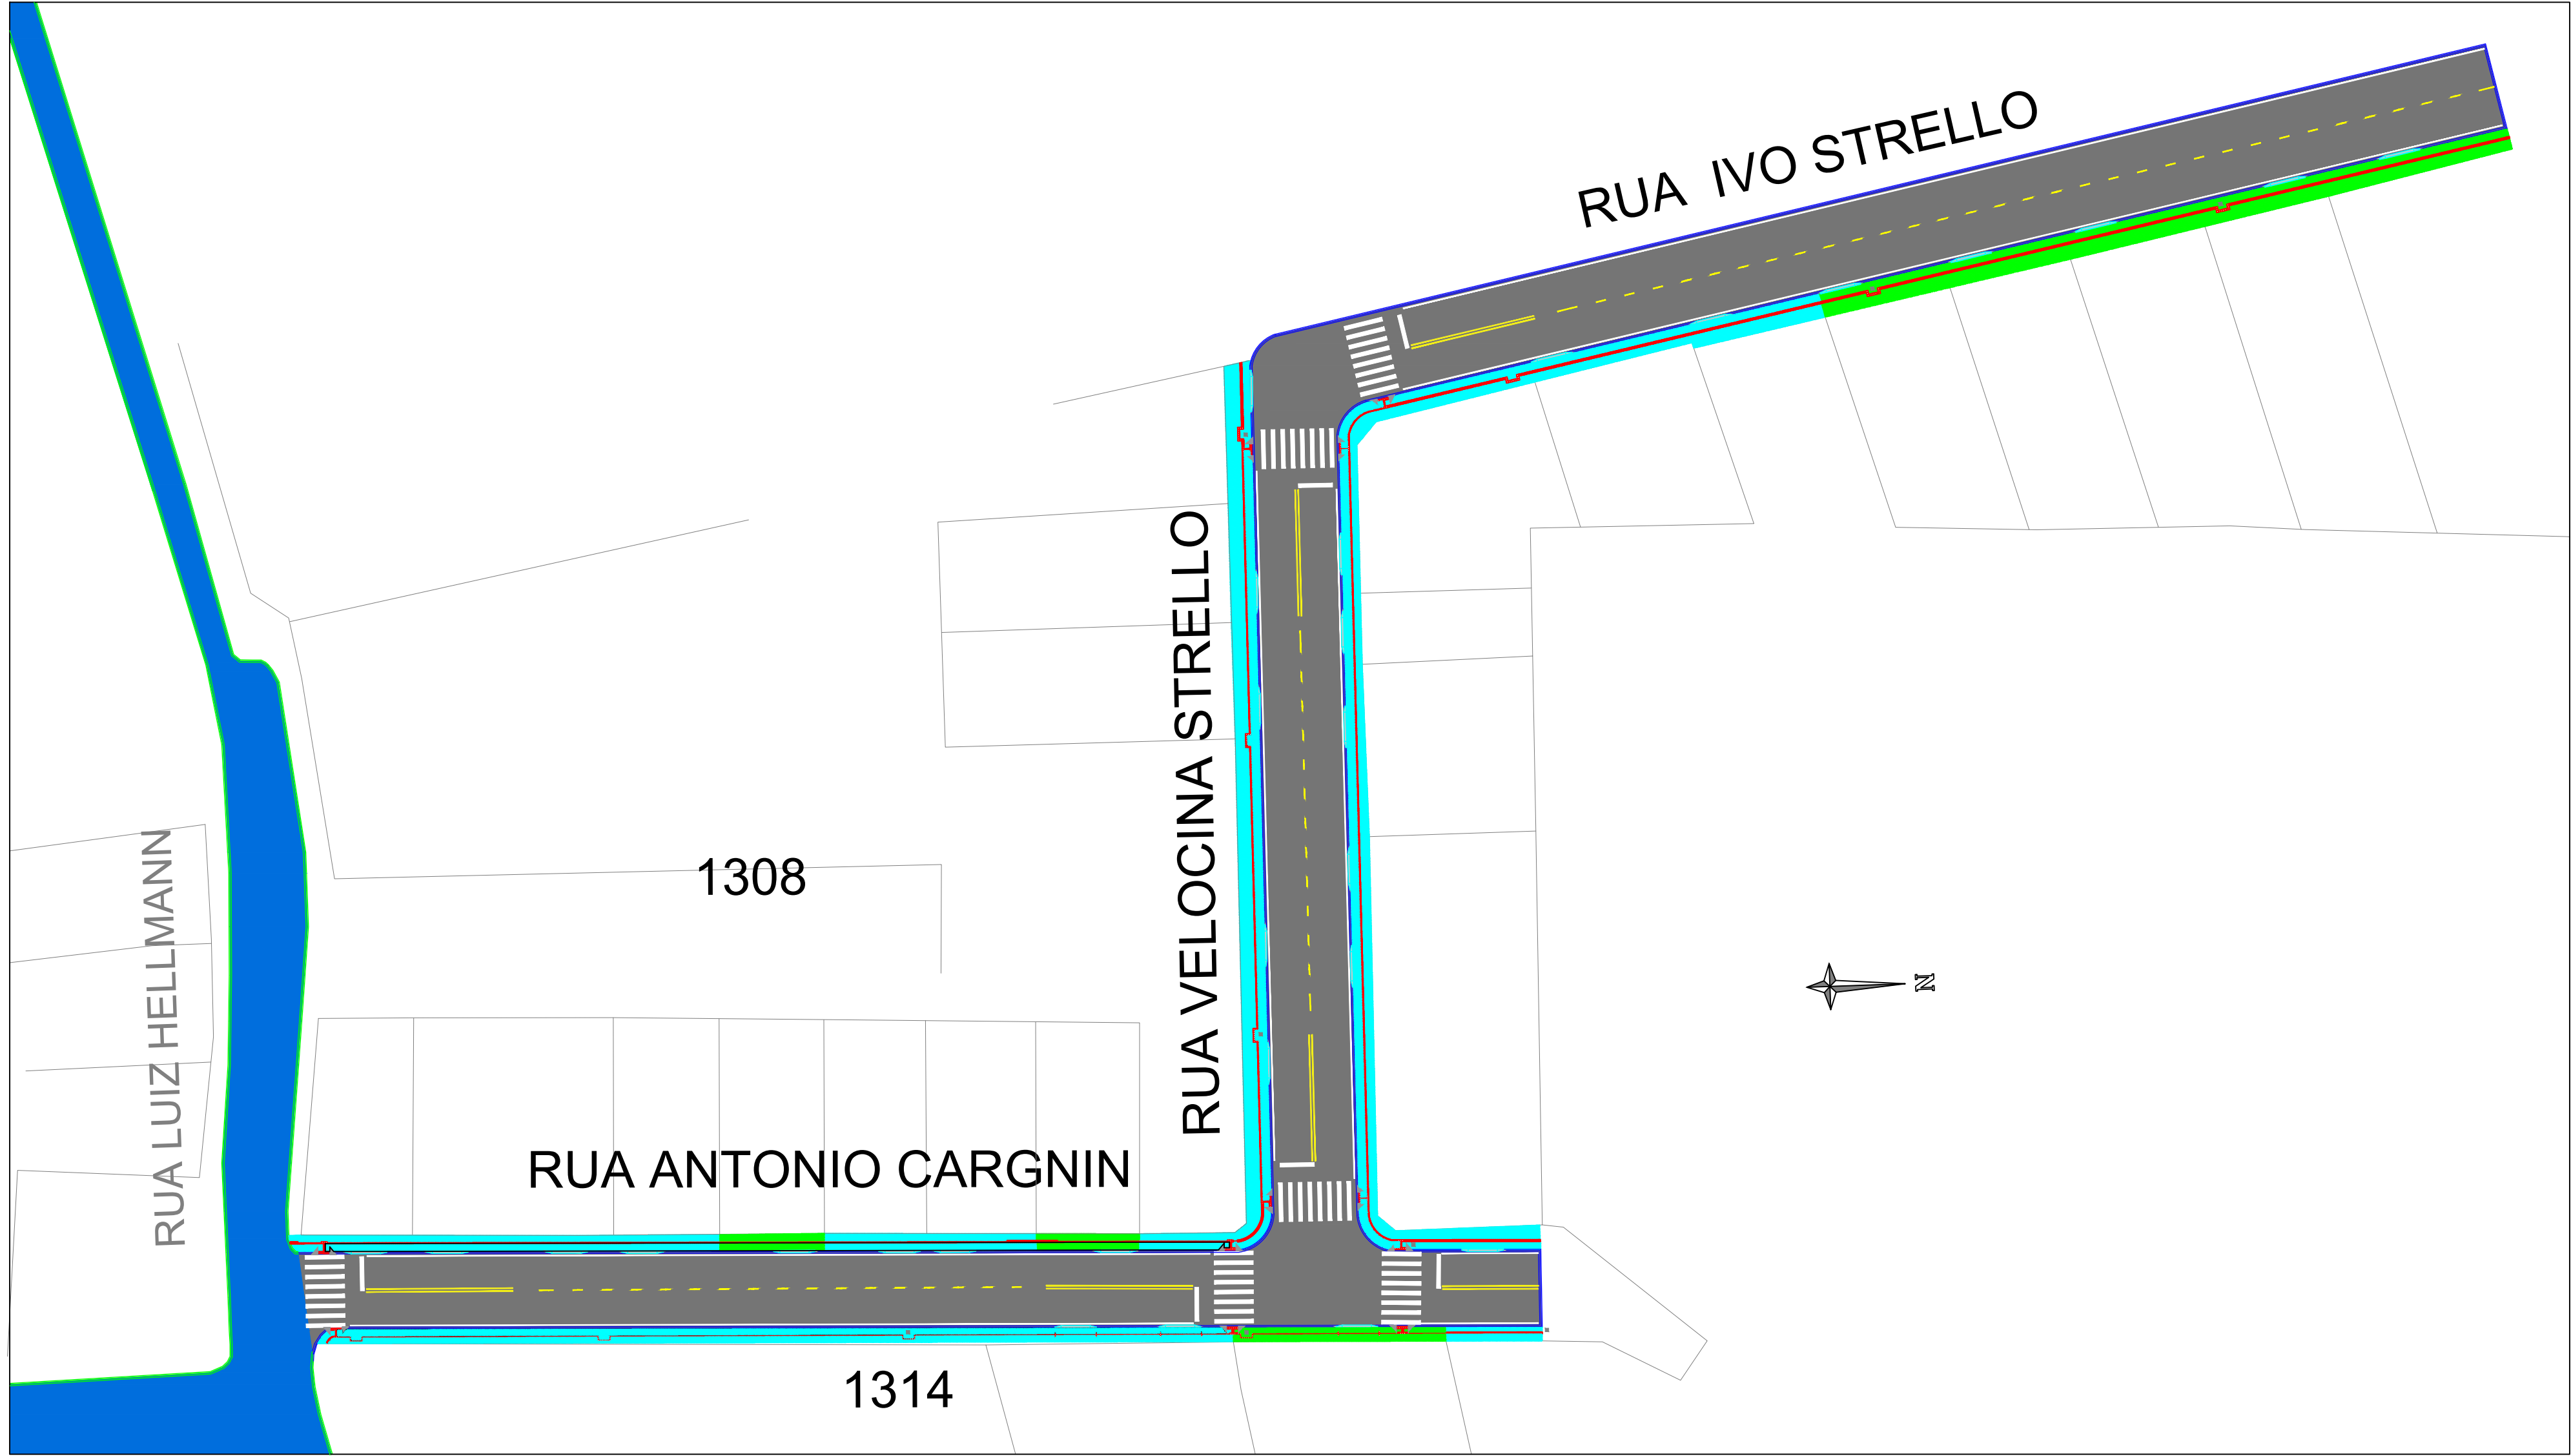 RUA IVO STRELLO
RUA VELOCINA STRELLO
1308
RUA LUIZ HELLMANN
N
RUA ANTONIO CARGNIN
1314